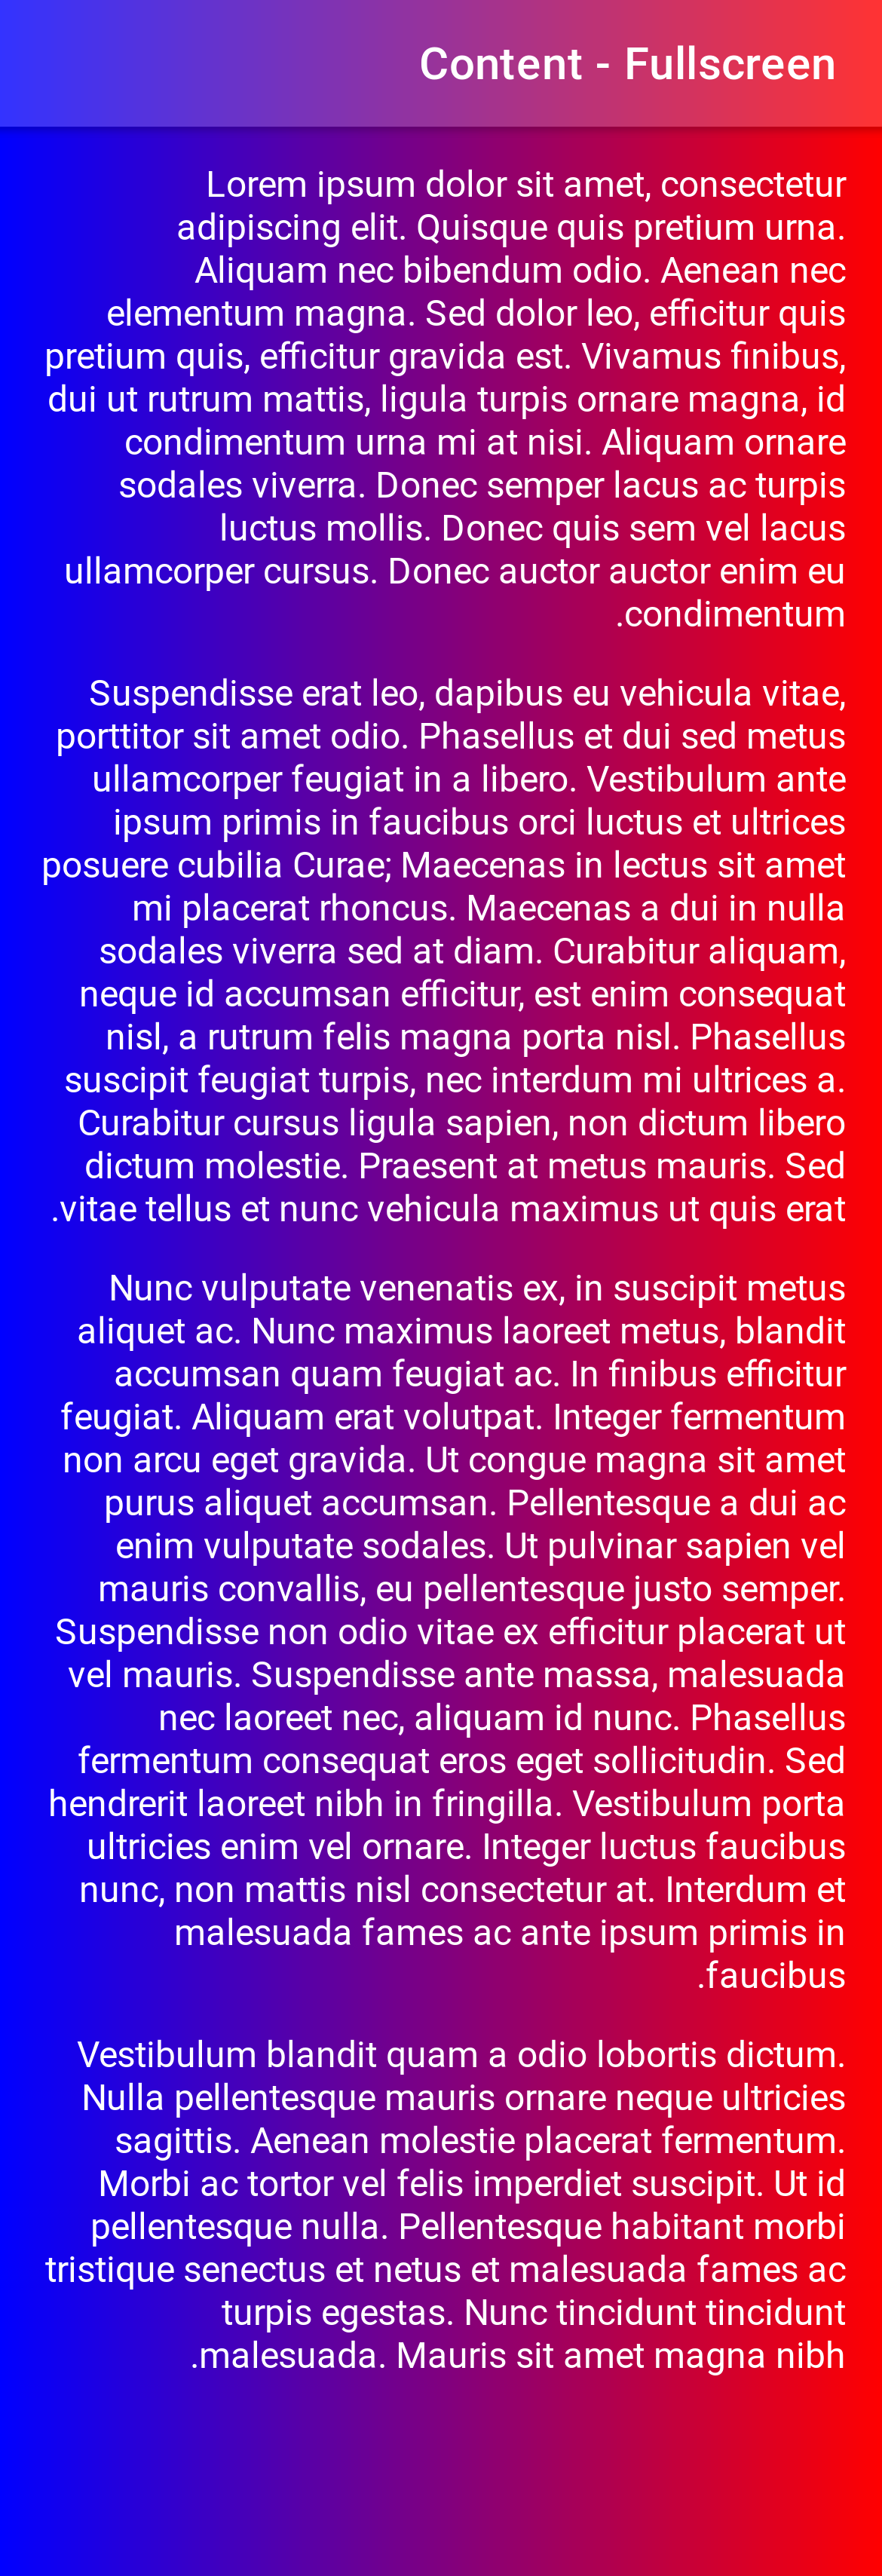 Content - Fullscreen
Lorem ipsum dolor sit amet, consectetur
adipiscing elit. Quisque quis pretium urna.
Aliquam nec bibendum odio. Aenean nec
elementum magna. Sed dolor leo, efficitur quis
pretium quis, efficitur gravida est. Vivamus finibus,
dui ut rutrum mattis, ligula turpis ornare magna, id
condimentum urna mi at nisi. Aliquam ornare
sodales viverra. Donec semper lacus ac turpis
luctus mollis. Donec quis sem vel lacus
ullamcorper cursus. Donec auctor auctor enim eu
.condimentum
Suspendisse erat leo, dapibus eu vehicula vitae,
porttitor sit amet odio. Phasellus et dui sed metus
ullamcorper feugiat in a libero. Vestibulum ante
ipsum primis in faucibus orci luctus et ultrices
posuere cubilia Curae; Maecenas in lectus sit amet
mi placerat rhoncus. Maecenas a dui in nulla
sodales viverra sed at diam. Curabitur aliquam,
neque id accumsan efficitur, est enim consequat
nisl, a rutrum felis magna porta nisl. Phasellus
suscipit feugiat turpis, nec interdum mi ultrices a.
Curabitur cursus ligula sapien, non dictum libero
dictum molestie. Praesent at metus mauris. Sed
.vitae tellus et nunc vehicula maximus ut quis erat
Nunc vulputate venenatis ex, in suscipit metus
aliquet ac. Nunc maximus laoreet metus, blandit
accumsan quam feugiat ac. In finibus efficitur
feugiat. Aliquam erat volutpat. Integer fermentum
non arcu eget gravida. Ut congue magna sit amet
purus aliquet accumsan. Pellentesque a dui ac
enim vulputate sodales. Ut pulvinar sapien vel
mauris convallis, eu pellentesque justo semper.
Suspendisse non odio vitae ex efficitur placerat ut
vel mauris. Suspendisse ante massa, malesuada
nec laoreet nec, aliquam id nunc. Phasellus
fermentum consequat eros eget sollicitudin. Sed
hendrerit laoreet nibh in fringilla. Vestibulum porta
ultricies enim vel ornare. Integer luctus faucibus
nunc, non mattis nisl consectetur at. Interdum et
malesuada fames ac ante ipsum primis in
.faucibus
Vestibulum blandit quam a odio lobortis dictum.
Nulla pellentesque mauris ornare neque ultricies
sagittis. Aenean molestie placerat fermentum.
Morbi ac tortor vel felis imperdiet suscipit. Ut id
pellentesque nulla. Pellentesque habitant morbi
tristique senectus et netus et malesuada fames ac
turpis egestas. Nunc tincidunt tincidunt
.malesuada. Mauris sit amet magna nibh